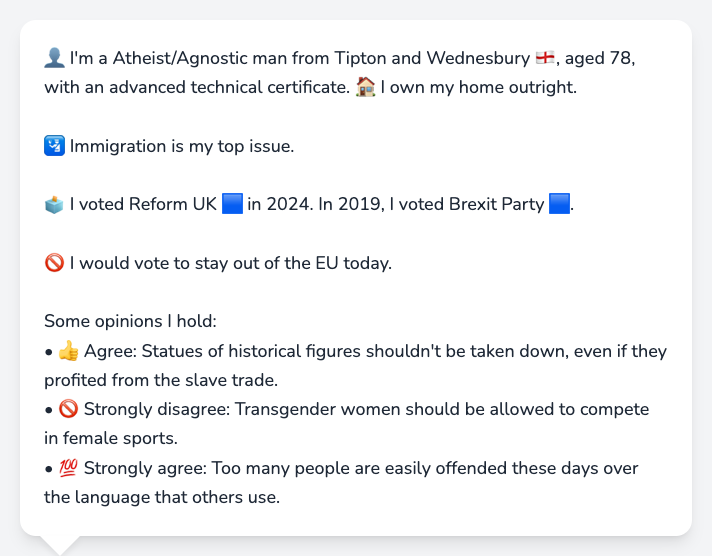 👤 I'm a Atheist/Agnostic man from Tipton and Wednesbury 🏴󠁧󠁢󠁥󠁮󠁧󠁿, aged 78,
with an advanced technical certificate. 🏠 I own my home outright.
🛂 Immigration is my top issue.
🗳️ I voted Reform UK 🟦 in 2024. In 2019, I voted Brexit Party 🟦.
🚫 I would vote to stay out of the EU today.
Some opinions I hold:
• 👍 Agree: Statues of historical figures shouldn't be taken down, even if they
profited from the slave trade.
• 🚫 Strongly disagree: Transgender women should be allowed to compete
in female sports.
• 💯 Strongly agree: Too many people are easily offended these days over
the language that others use.